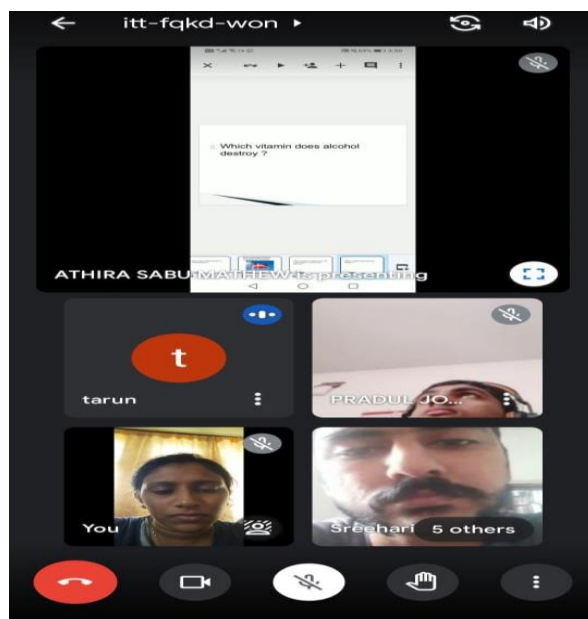 itt-fqkd-won
Which vitamin does alcohol
destroy ?
ATHIRA SABU MATHEW is presenting
t
tarun
PRADUL JO...
You
Sreehari
5 others